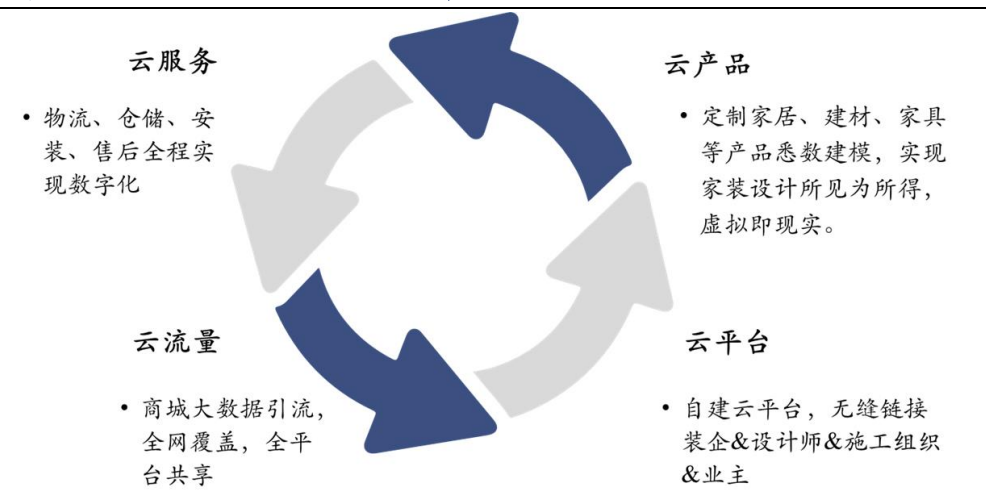 云服务
• 物流、仓储、安
装、售后全程实
现数字化
云产品
• 定制家居、建材、家具
等产品悉数建模，实现
家装设计所见为所得，
虚拟即现实。
云流量
• 商城大数据引流，
全网覆盖，全平
台共享
云平台
• 自建云平台，无缝链接
装企&设计师&施工组织
&业主